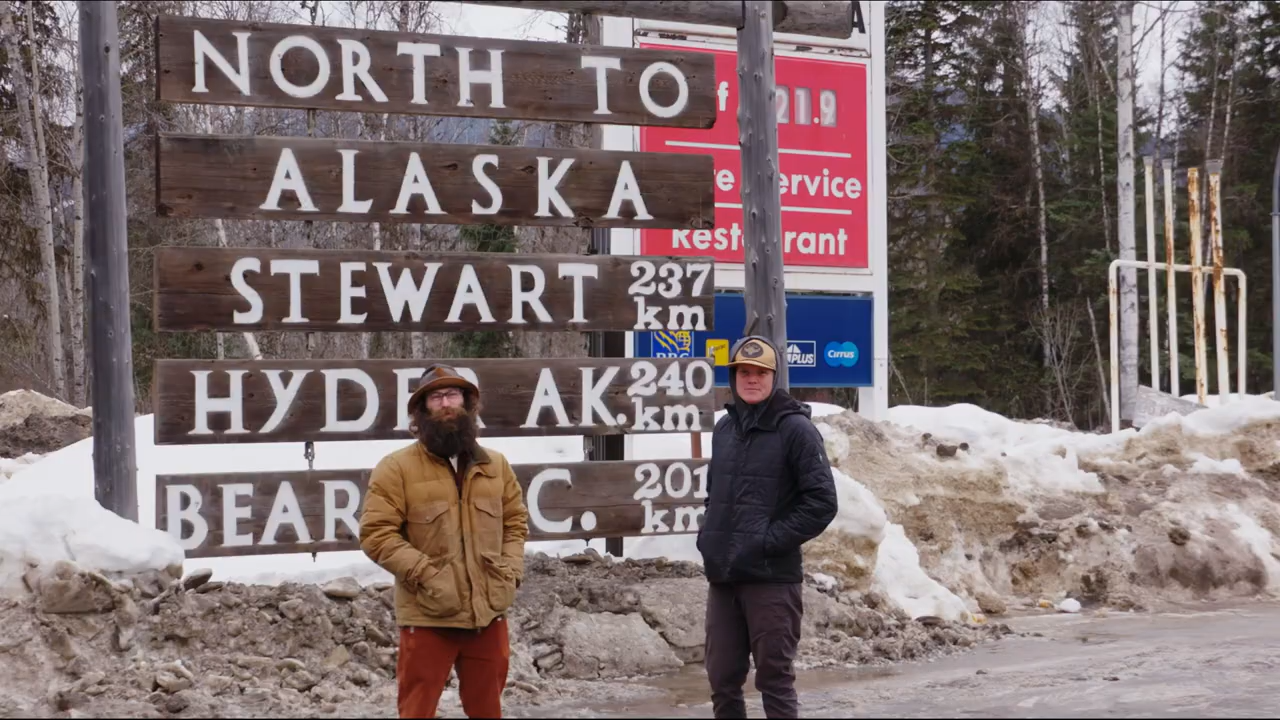 NORTH TO
ALASKA
STEWART 237 km
HYDE AK. 240 km
BEAR C. 201 km
21.9
ervice
Rest rant
RBC
PLUS
Cirrus